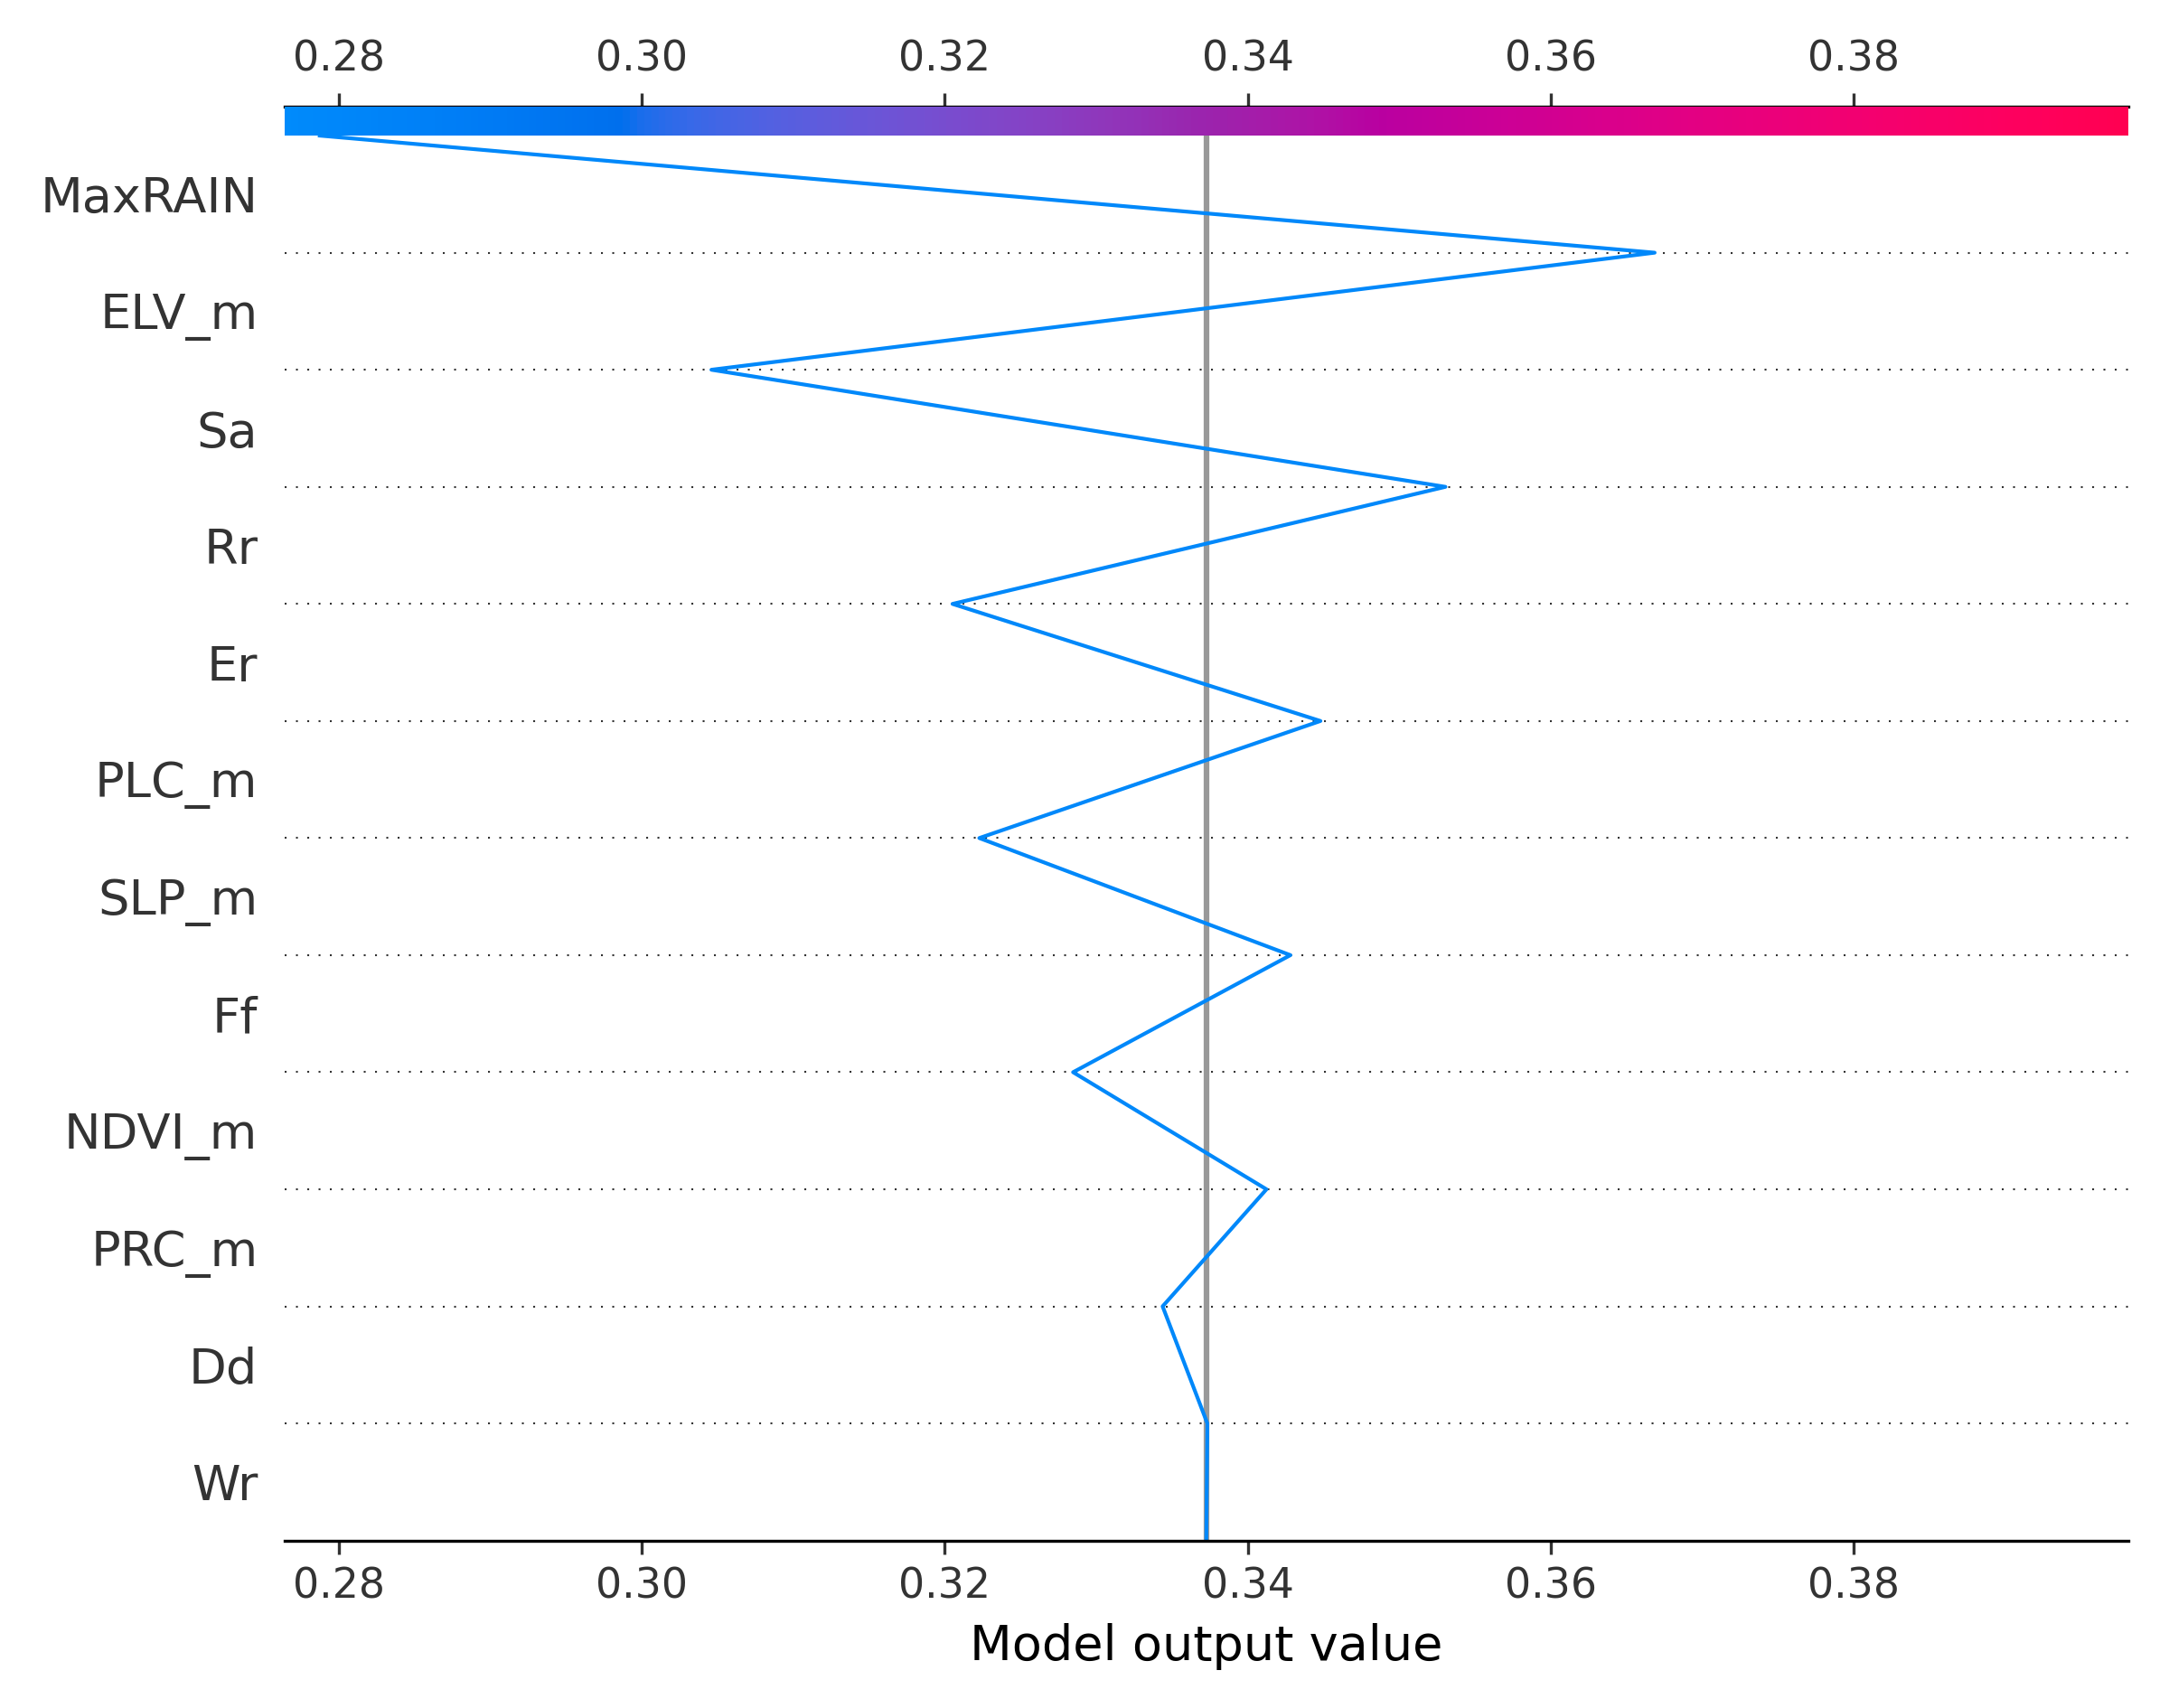 0.28 0.30 0.32 0.34 0.36 0.38
MaxRAIN
ELV_m
Sa
Rr
Er
PLC_m
SLP_m
Ff
NDVI_m
PRC_m
Dd
Wr
0.28 0.30 0.32 0.34 0.36 0.38
Model output value